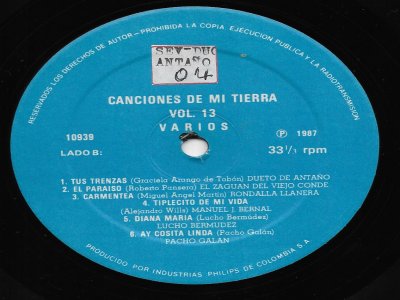 RESERVADOS LOS DERECHOS DE AUTOR - PROHIBIDA LA COPIA EJECUCION PUBLICA Y LA RADIOTRANSMISION
SEV-DUO
ANTAÑO
04
CANCIONES DE MI TIERRA
VOL. 13
VARIOS
10939
℗ 1987
LADO B:
33 1/3 rpm
1. TUS TRENZAS (Graciela Arango de Tobón) DUETO DE ANTAÑO
2. EL PARAISO (Roberto Pansera) EL ZAGUAN DEL VIEJO CONDE
3. CARMENTEA (Miguel Angel Martín) RONDALLA LLANERA
4. TIPLECITO DE MI VIDA
(Alejandro Wills) MANUEL J. BERNAL
5. DIANA MARIA (Lucho Bermúdez)
LUCHO BERMUDEZ
6. AY COSITA LINDA (Pacho Galán)
PACHO GALAN
PRODUCIDO POR INDUSTRIAS PHILIPS DE COLOMBIA S.A.